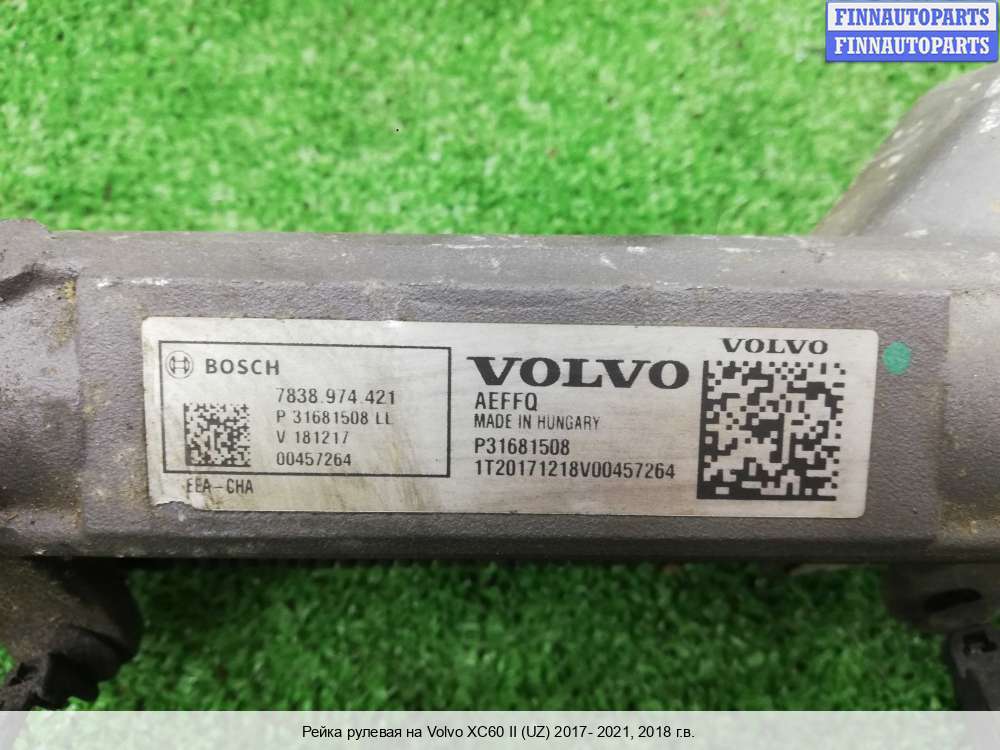 FINNAUTOPARTS
FINNAUTOPARTS
BOSCH
7838.974.421
P 31681508 LL
V 181217
00457264
EEA-CHA
VOLVO
AEFFQ
MADE IN HUNGARY
P31681508
1T20171218V00457264
VOLVO
Рейка рулевая на Volvo XC60 II (UZ) 2017- 2021, 2018 г.в.